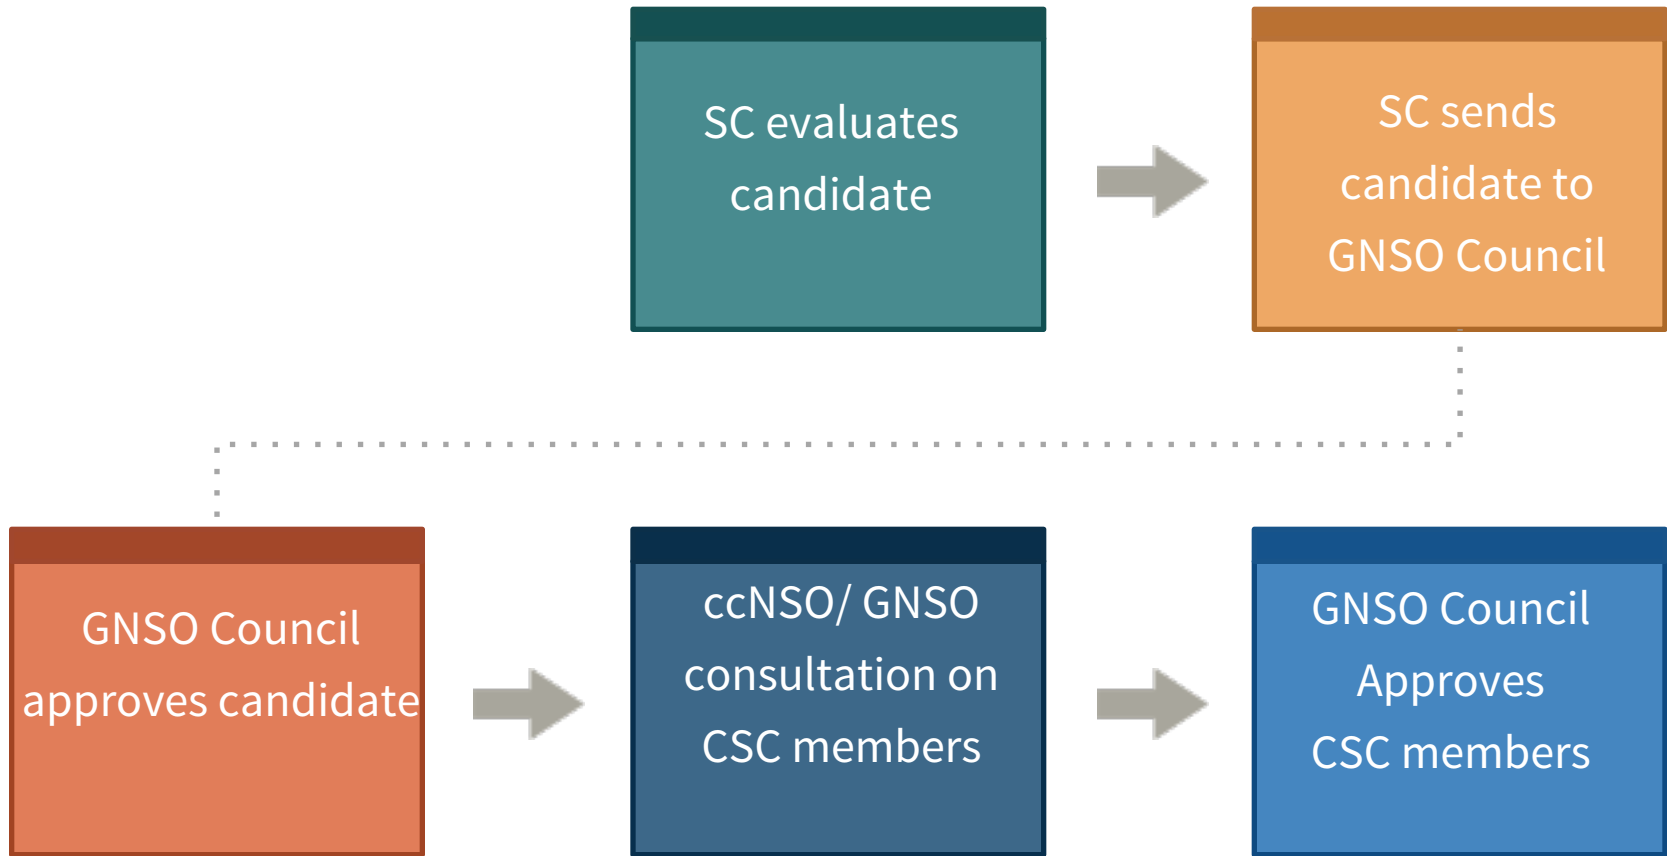 SC evaluates
candidate
SC sends
candidate to
GNSO Council
GNSO Council
approves candidate
ccNSO/ GNSO
consultation on
CSC members
GNSO Council
Approves
CSC members